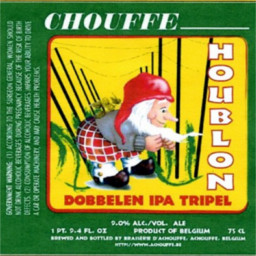 CHOUFFE
HOUBLON
DOBBELEN IPA TRIPEL
GOVERNMENT WARNING: (1) ACCORDING TO THE SURGEON GENERAL, WOMEN SHOULD
NOT DRINK ALCOHOLIC BEVERAGES DURING PREGNANCY BECAUSE OF THE RISK OF BIRTH
DEFECTS. (2) CONSUMPTION OF ALCOHOLIC BEVERAGES IMPAIRS YOUR ABILITY TO DRIVE
A CAR OR OPERATE MACHINERY, AND MAY CAUSE HEALTH PROBLEMS.
9.0% ALC./VOL. ALE
1 PT. 9.4 FL. OZ PRODUCT OF BELGIUM 75 CL
BREWED AND BOTTLED BY BRASSERIE D'ACHOUFFE, ACHOUFFE, BELGIUM
HTTP://WWW.ACHOUFFE.BE